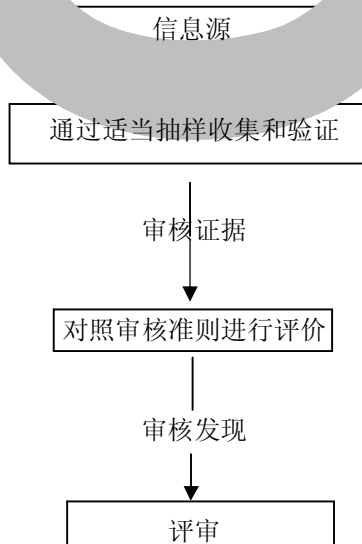 信息源
通过适当抽样收集和验证
审核证据
对照审核准则进行评价
审核发现
评审